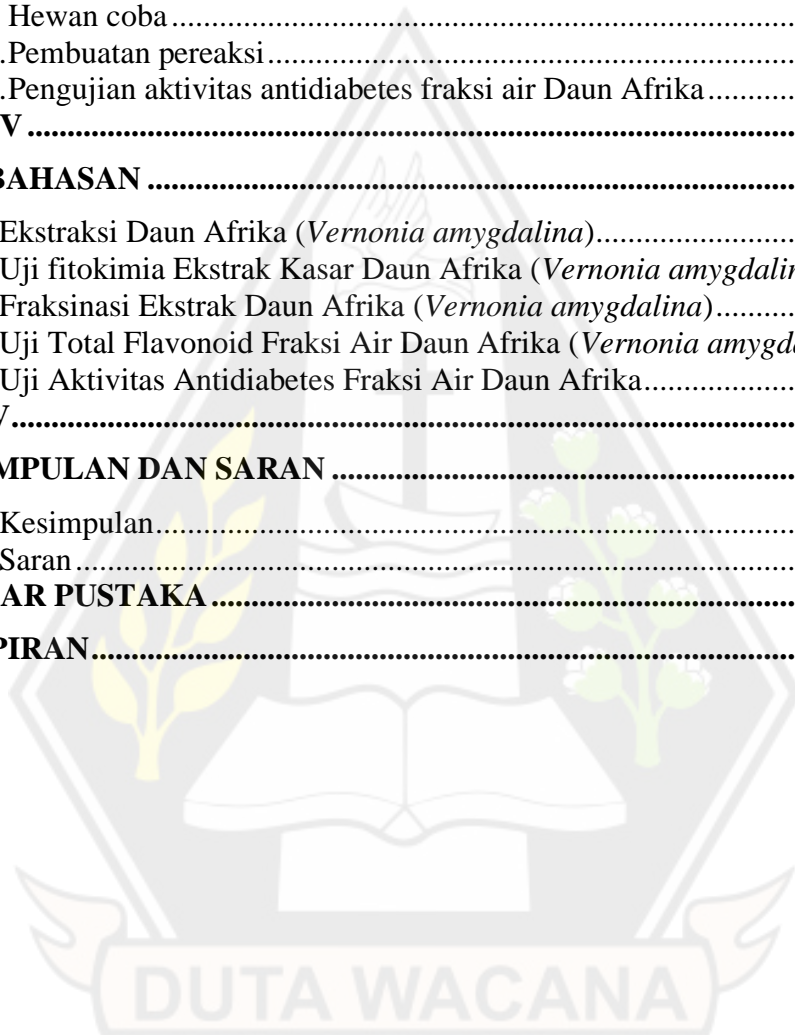 Hewan coba................................................................................
.Pembuatan pereaksi....................................................................
.Pengujian aktivitas antidiabetes fraksi air Daun Afrika.............
V ................................................................................................
BAHASAN ................................................................................
Ekstraksi Daun Afrika (Vernonia amygdalina)...........................
Uji fitokimia Ekstrak Kasar Daun Afrika (Vernonia amygdalin
Fraksinasi Ekstrak Daun Afrika (Vernonia amygdalina)............
Uji Total Flavonoid Fraksi Air Daun Afrika (Vernonia amygda
Uji Aktivitas Antidiabetes Fraksi Air Daun Afrika.....................
V..................................................................................................
MPULAN DAN SARAN .........................................................
Kesimpulan.................................................................................
Saran...........................................................................................
AR PUSTAKA..........................................................................
PIRAN.......................................................................................
DUTA WACANA